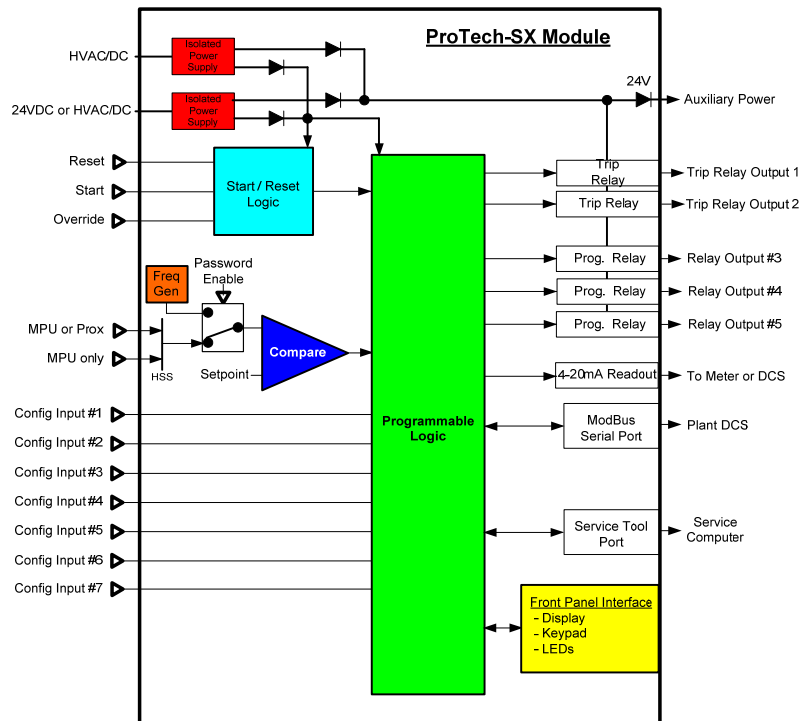 ProTech-SX Module
HVAC/DC
Isolated
Power
Supply
24VDC or HVAC/DC
Isolated
Power
Supply
24V
Auxiliary Power
Reset
Start
Override
Start / Reset
Logic
Trip
Relay
Trip Relay Output 1
Trip Relay
Trip Relay Output 2
Prog. Relay
Relay Output #3
Prog. Relay
Relay Output #4
Prog. Relay
Relay Output #5
Password
Enable
Freq
Gen
MPU or Prox
MPU only
HSS
Setpoint
Compare
4-20mA Readout
To Meter or DCS
Programmable
Logic
ModBus
Serial Port
Plant DCS
Config Input #1
Config Input #2
Config Input #3
Config Input #4
Config Input #5
Config Input #6
Config Input #7
Service Tool
Port
Service
Computer
Front Panel Interface
- Display
- Keypad
- LEDs